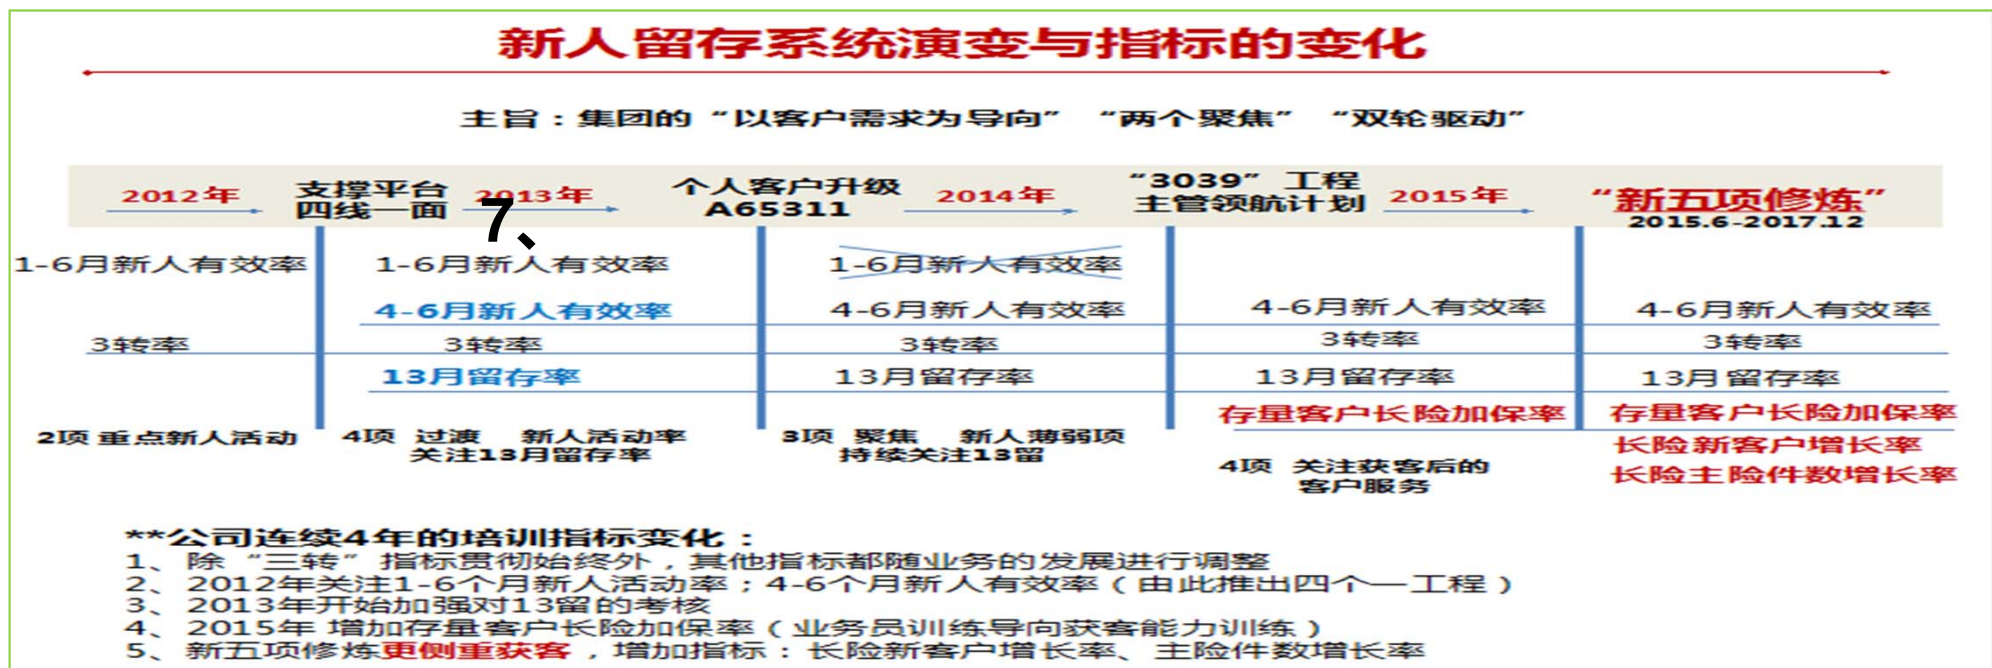 新人留存系统演变与指标的变化
主旨：集团的“以客户需求为导向” “两个聚焦” “双轮驱动”
2012年
支撑平台
四线一面
2013年
个人客户升级
A65311
2014年
“3039”工程
主管领航计划
2015年
“新五项修炼”
2015.6-2017.12
7、
1-6月新人有效率
3转率
2项 重点新人活动
1-6月新人有效率
4-6月新人有效率
3转率
13月留存率
4项 过渡 新人活动率
关注13月留存率
1-6月新人有效率
4-6月新人有效率
3转率
13月留存率
3项 聚焦 新人薄弱项
持续关注13留
4-6月新人有效率
3转率
13月留存率
存量客户长险加保率
4项 关注获客后的
客户服务
4-6月新人有效率
3转率
13月留存率
存量客户长险加保率
长险新客户增长率
长险主险件数增长率
**公司连续4年的培训指标变化：
1、除“三转”指标贯彻始终外，其他指标都随业务的发展进行调整
2、2012年关注1-6个月新人活动率；4-6个月新人有效率（由此推出四个一工程）
3、2013年开始加强对13留的考核
4、2015年 增加存量客户长险加保率（业务员训练导向获客能力训练）
5、新五项修炼更侧重获客，增加指标：长险新客户增长率、主险件数增长率